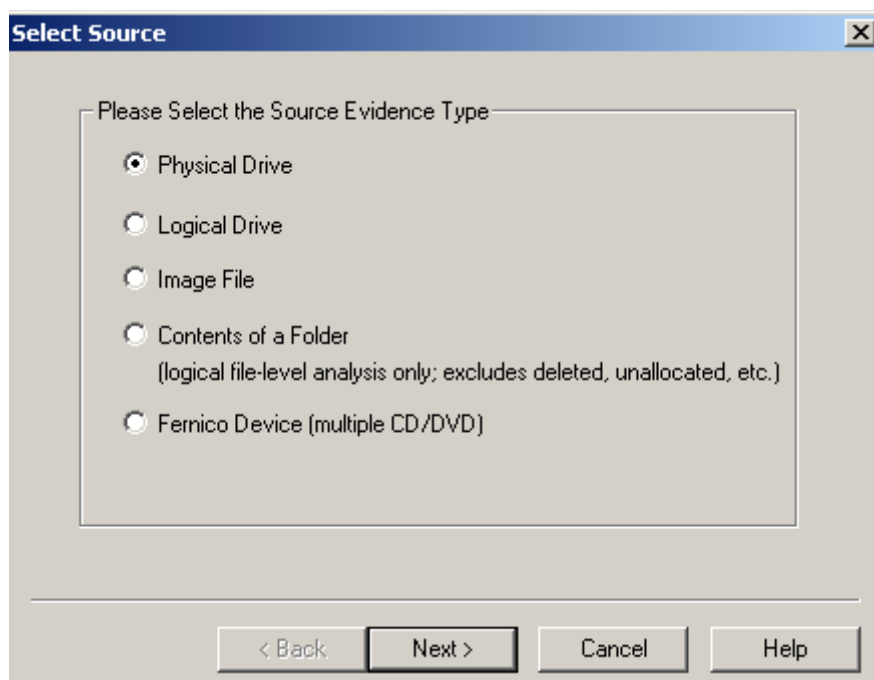 Select Source
Please Select the Source Evidence Type
Physical Drive
Logical Drive
Image File
Contents of a Folder
(logical file-level analysis only; excludes deleted, unallocated, etc.)
Fernico Device (multiple CD/DVD)
< Back
Next >
Cancel
Help